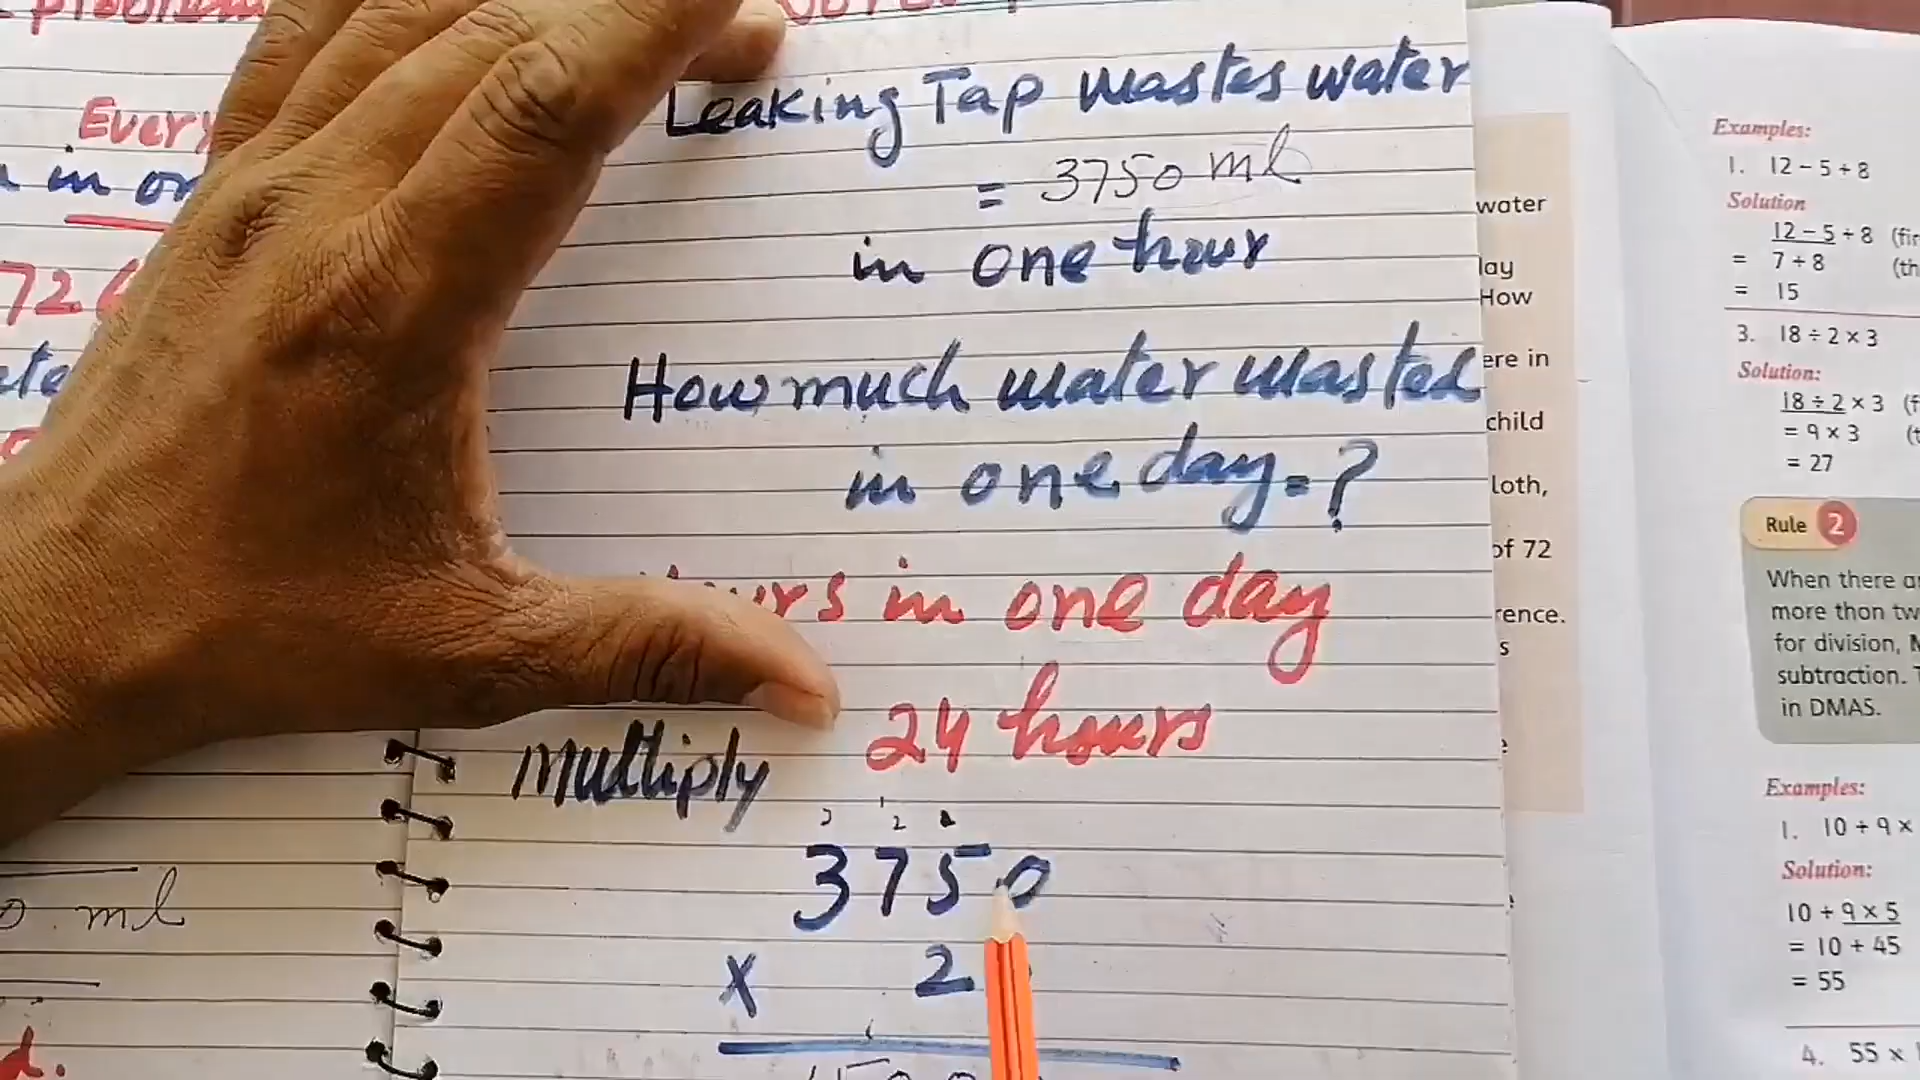 Every
in
726
ml
d.
Leaking Tap wastes water
= 3750 ml
in one hour
How much water wasted
in one day = ?
in one day
24 hours
Multiply
3750
x 2
water
How
ere in
child
of 72
Examples:
1. 12 – 5 + 8
Solution
12 – 5 + 8
= 7 + 8
= 15
3. 18 ÷ 2 × 3
Solution:
18 ÷ 2 × 3
= 9 × 3
= 27
Rule 2
When there
more than
for division,
subtraction.
in DMAS.
Examples:
1. 10 + 9 ×
Solution:
10 + 9 × 5
= 10 + 45
= 55
4. 55 ×